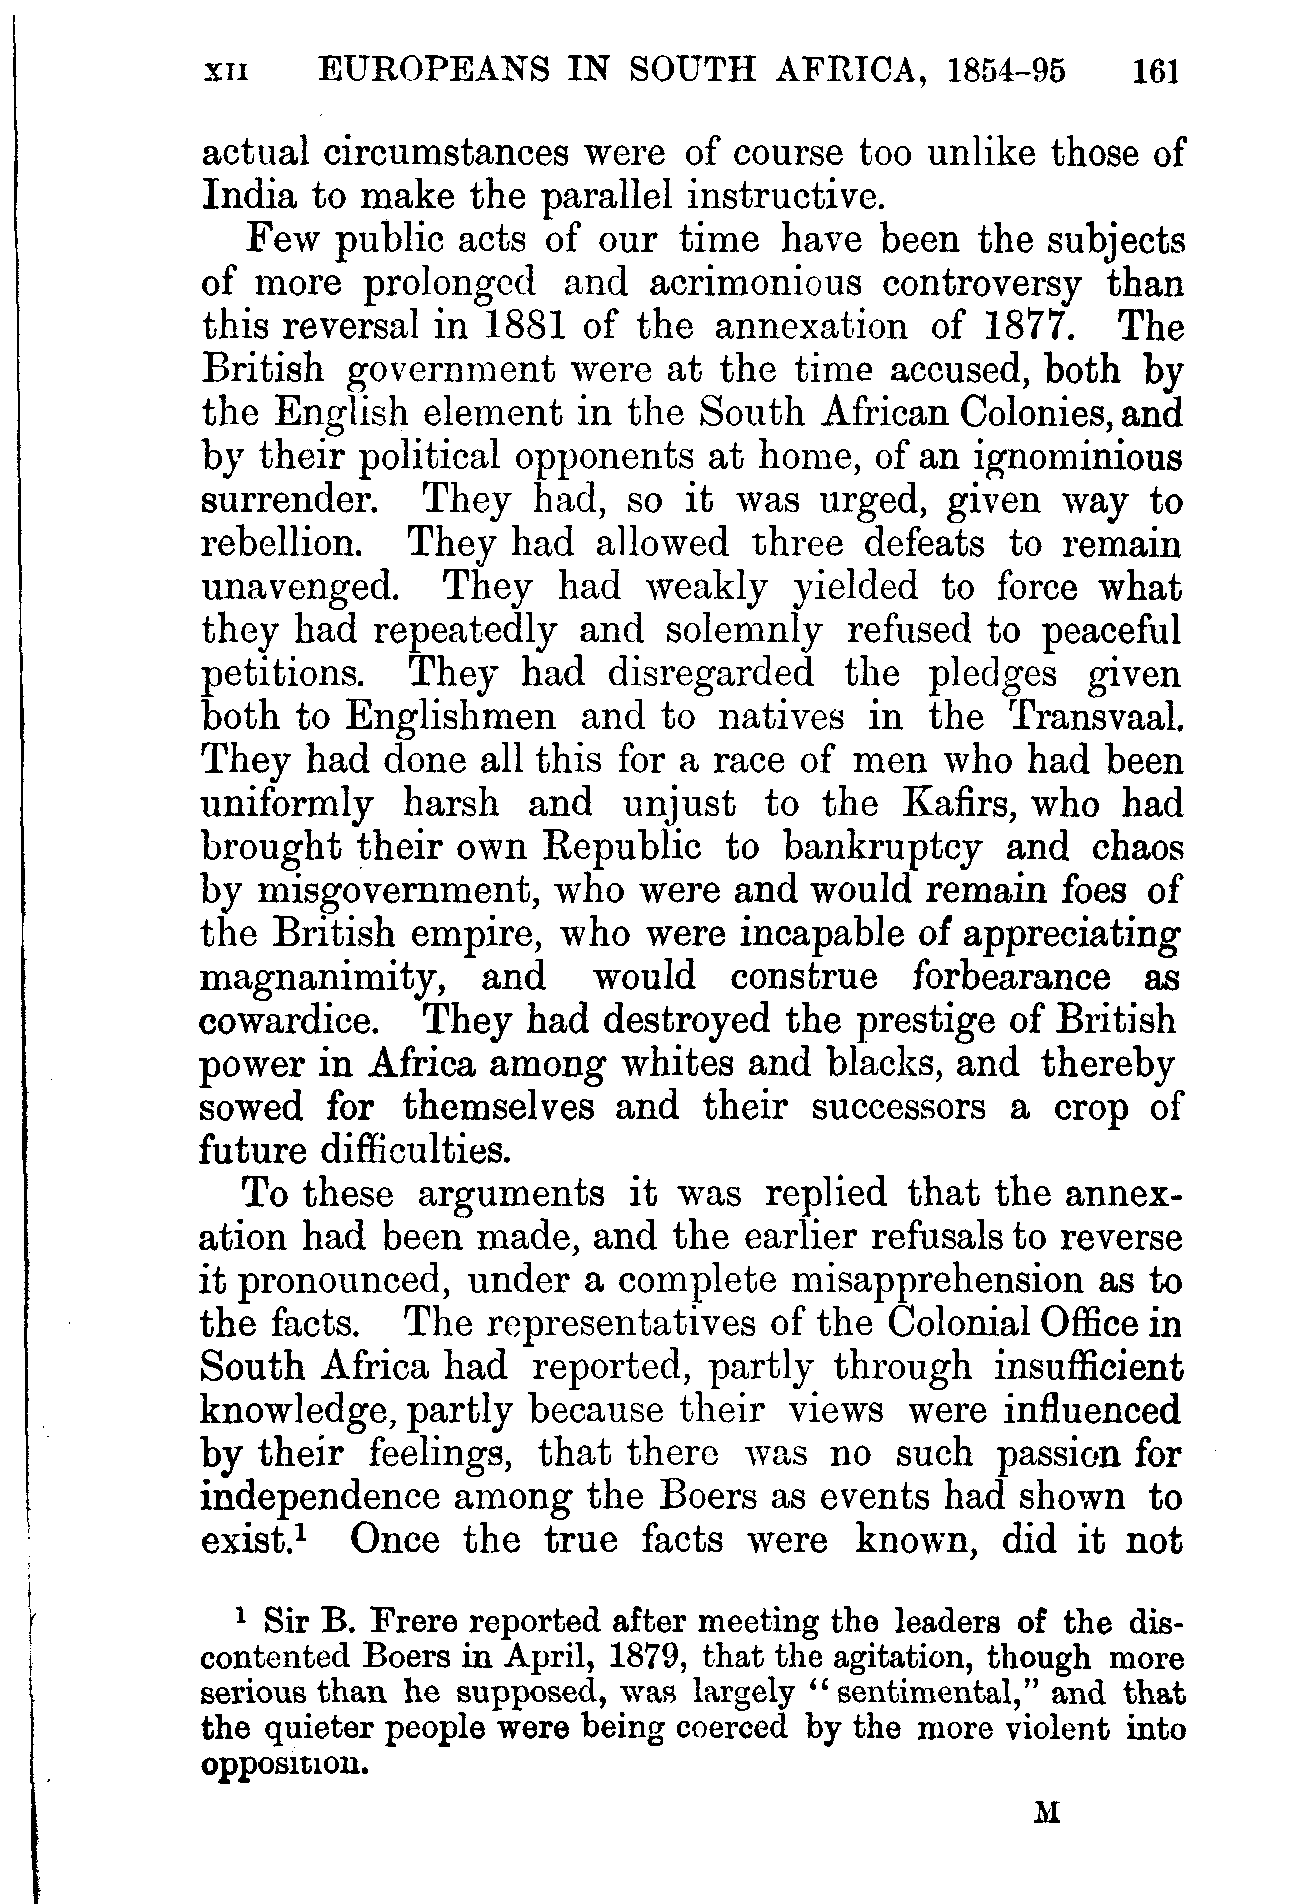 XII EUROPEANS IN SOUTH AFRICA, 1854–95 161
actual circumstances were of course too unlike those of
India to make the parallel instructive.
Few public acts of our time have been the subjects
of more prolonged and acrimonious controversy than
this reversal in 1881 of the annexation of 1877. The
British government were at the time accused, both by
the English element in the South African Colonies, and
by their political opponents at home, of an ignominious
surrender. They had, so it was urged, given way to
rebellion. They had allowed three defeats to remain
unavenged. They had weakly yielded to force what
they had repeatedly and solemnly refused to peaceful
petitions. They had disregarded the pledges given
both to Englishmen and to natives in the Transvaal.
They had done all this for a race of men who had been
uniformly harsh and unjust to the Kafirs, who had
brought their own Republic to bankruptcy and chaos
by misgovernment, who were and would remain foes of
the British empire, who were incapable of appreciating
magnanimity, and would construe forbearance as
cowardice. They had destroyed the prestige of British
power in Africa among whites and blacks, and thereby
sowed for themselves and their successors a crop of
future difficulties.
To these arguments it was replied that the annex-
ation had been made, and the earlier refusals to reverse
it pronounced, under a complete misapprehension as to
the facts. The representatives of the Colonial Office in
South Africa had reported, partly through insufficient
knowledge, partly because their views were influenced
by their feelings, that there was no such passion for
independence among the Boers as events had shown to
exist.¹ Once the true facts were known, did it not
¹ Sir B. Frere reported after meeting the leaders of the dis-
contented Boers in April, 1879, that the agitation, though more
serious than he supposed, was largely "sentimental," and that
the quieter people were being coerced by the more violent into
opposition.
M